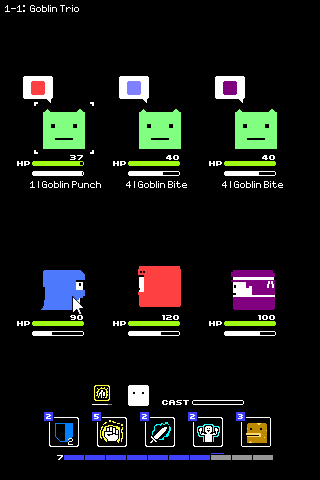 1-1: Goblin Trio
37 40 40
HP HP HP
1|Goblin Punch 4|Goblin Bite 4|Goblin Bite
90 120 100
HP HP HP
CAST
2 5 2 2 3
2
7